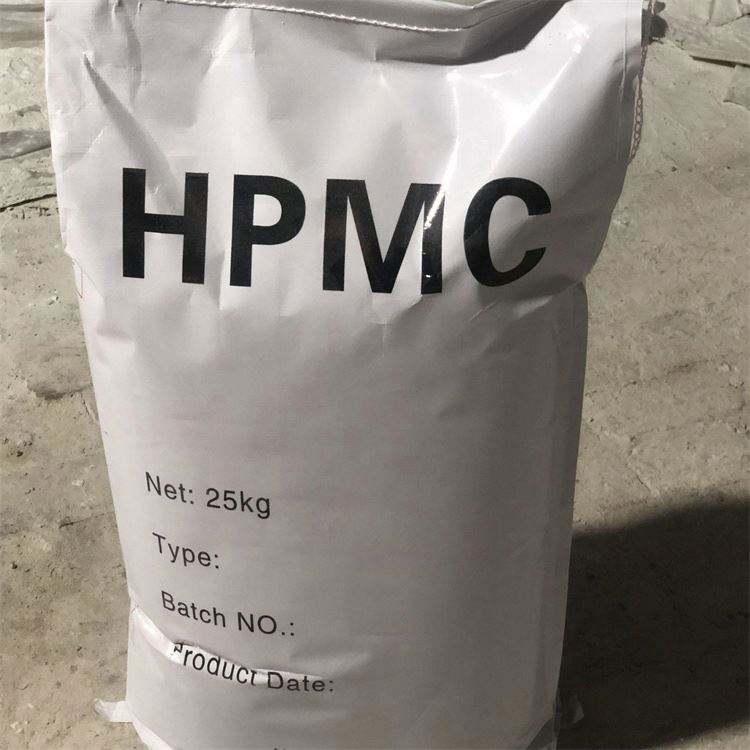 HPMC
Net: 25kg
Type:
Batch NO.:
Product Date: